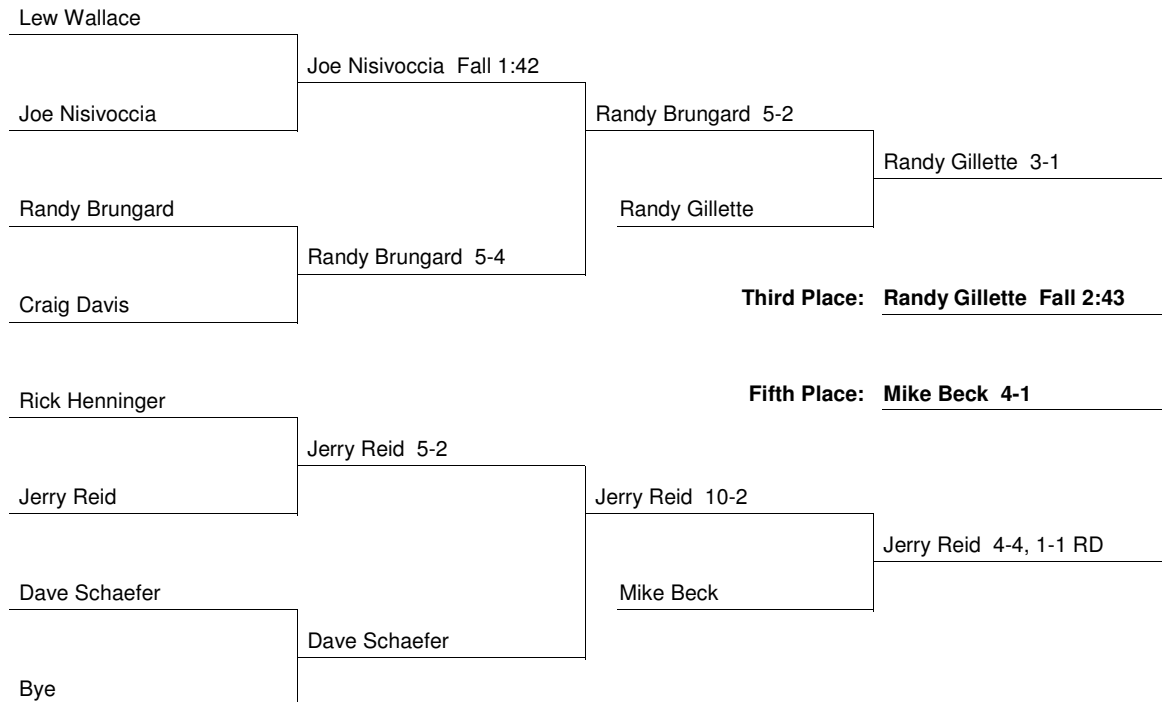 Lew Wallace
Joe Nisivoccia  Fall 1:42
Joe Nisivoccia
Randy Brungard  5-2
Randy Gillette  3-1
Randy Brungard
Randy Gillette
Randy Brungard  5-4
Craig Davis
Third Place:  Randy Gillette  Fall 2:43
Rick Henninger
Fifth Place:  Mike Beck  4-1
Jerry Reid  5-2
Jerry Reid
Jerry Reid  10-2
Jerry Reid  4-4, 1-1 RD
Dave Schaefer
Mike Beck
Dave Schaefer
Bye